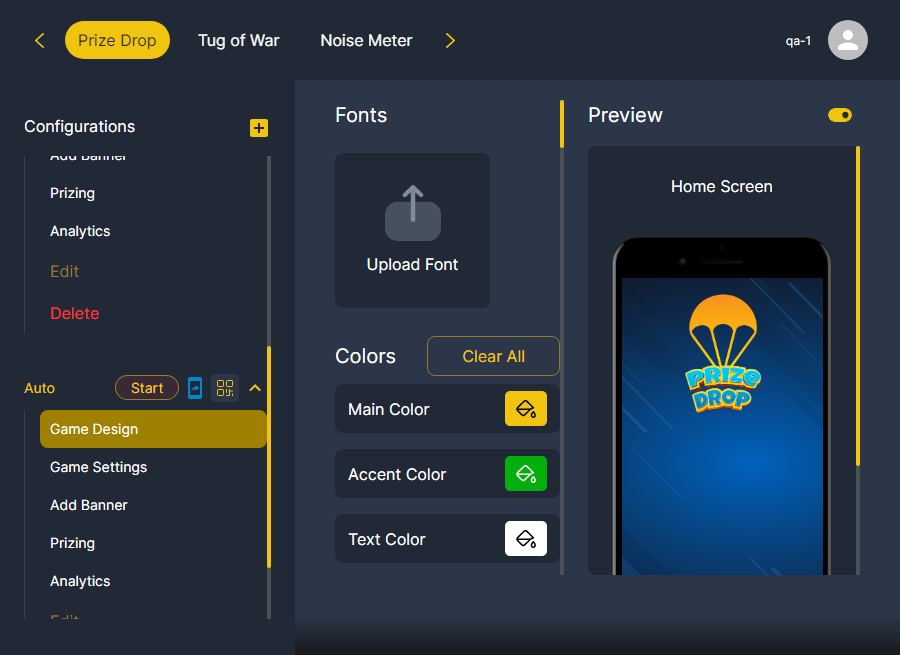 Prize Drop
Tug of War
Noise Meter
qa-1
Configurations
Add Banner
Prizing
Analytics
Edit
Delete
Auto
Start
Game Design
Game Settings
Add Banner
Prizing
Analytics
Edit
Fonts
Upload Font
Colors
Clear All
Main Color
Accent Color
Text Color
Preview
Home Screen
PRIZE
DROP